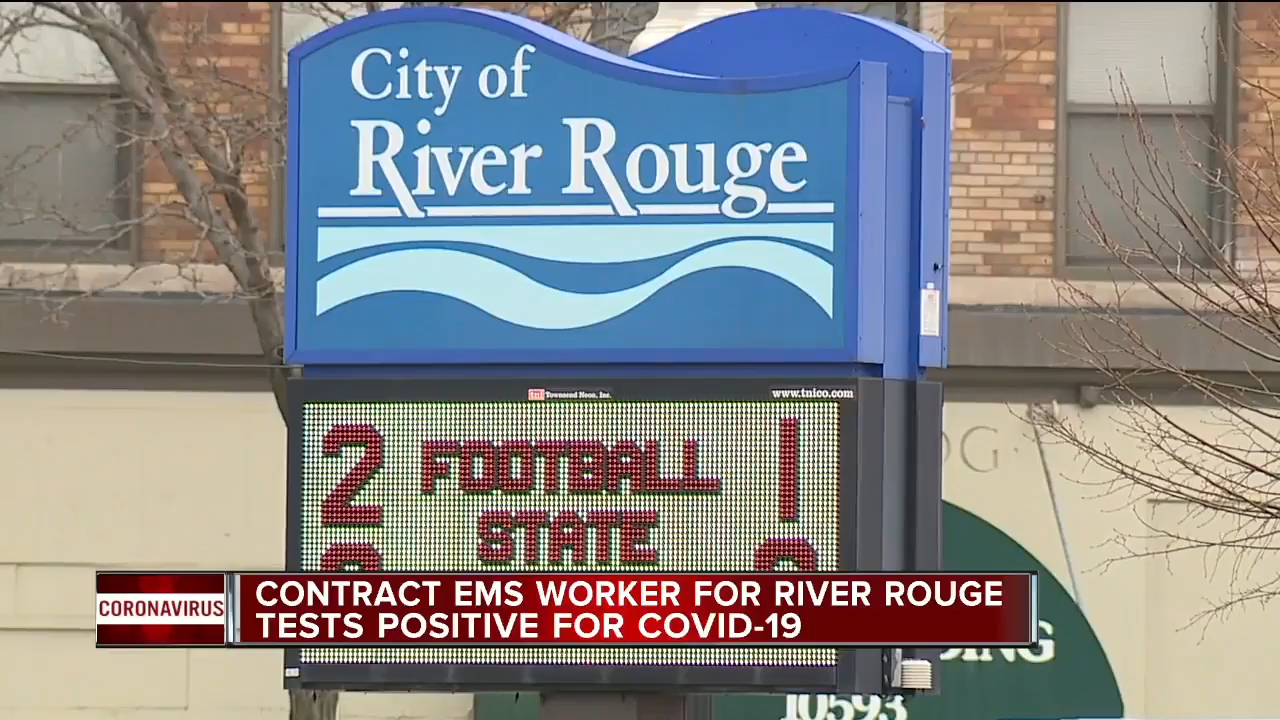 City of
River Rouge
tnI Townsend Neon, Inc. www.tnico.com
2 FOOTBALL 1
STATE
CORONAVIRUS
CONTRACT EMS WORKER FOR RIVER ROUGE
TESTS POSITIVE FOR COVID-19
10593